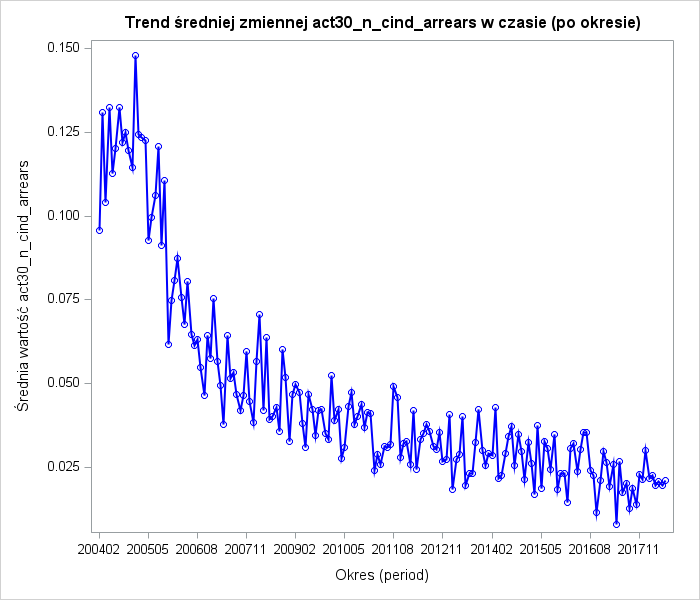 Trend średniej zmiennej act30_n_cind_arrears w czasie (po okresie)
0.150
0.125
0.100
0.075
0.050
0.025
Średnia wartość act30_n_cind_arrears
200402 200505 200608 200711 200902 201005 201108 201211 201402 201505 201608 201711
Okres (period)